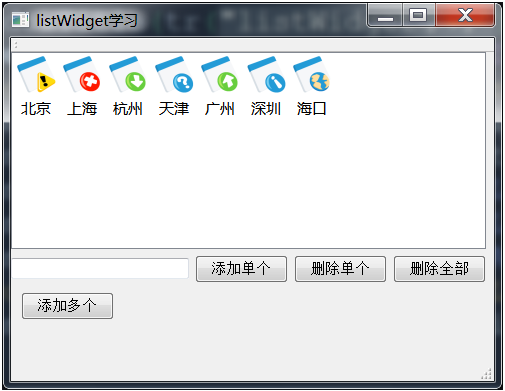 listWidget学习
北京 上海 杭州 天津 广州 深圳 海口
添加单个 删除单个 删除全部
添加多个